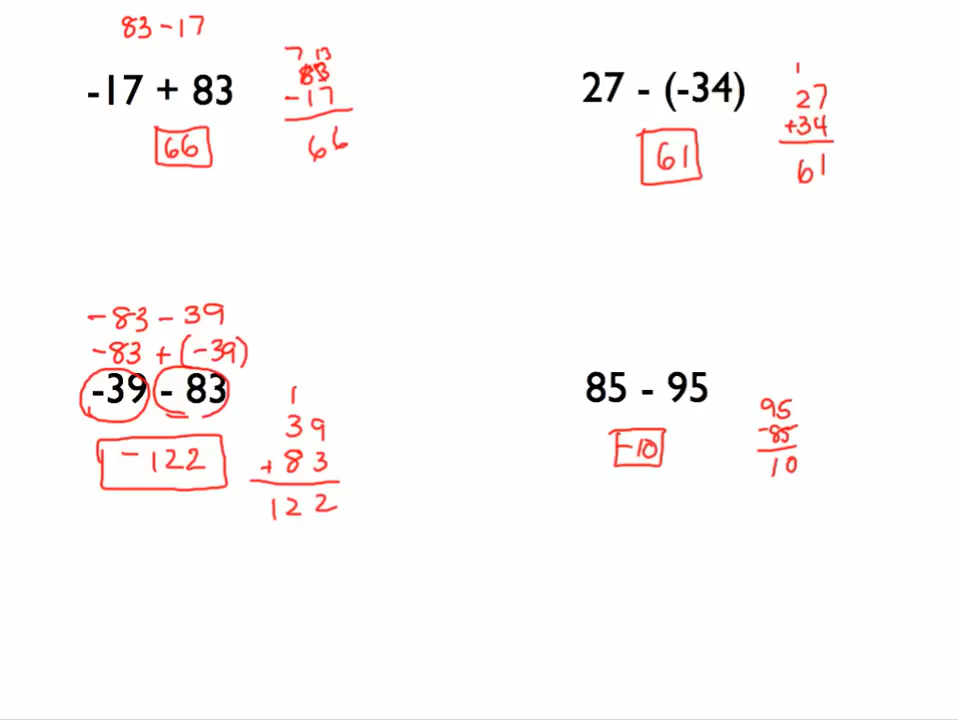 83 - 17
-17 + 83
66
7 13
83
- 17
66
27 - (-34)
61
1
27
+34
61
- 83 - 39
-83 + (-39)
-39 - 83
-122
1
39
+ 83
122
85 - 95
-10
95
-85
10